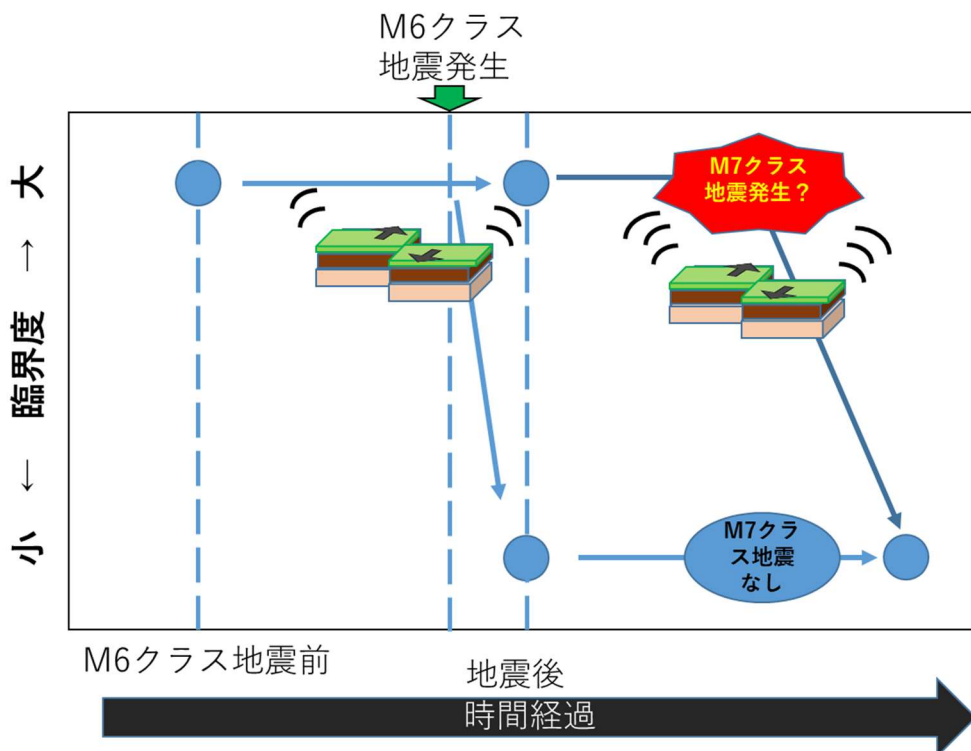 M6クラス
地震発生
大
↑
臨界度
↓
小
M7クラス
地震発生？
M7クラ
ス地震
なし
M6クラス地震前
地震後
時間経過